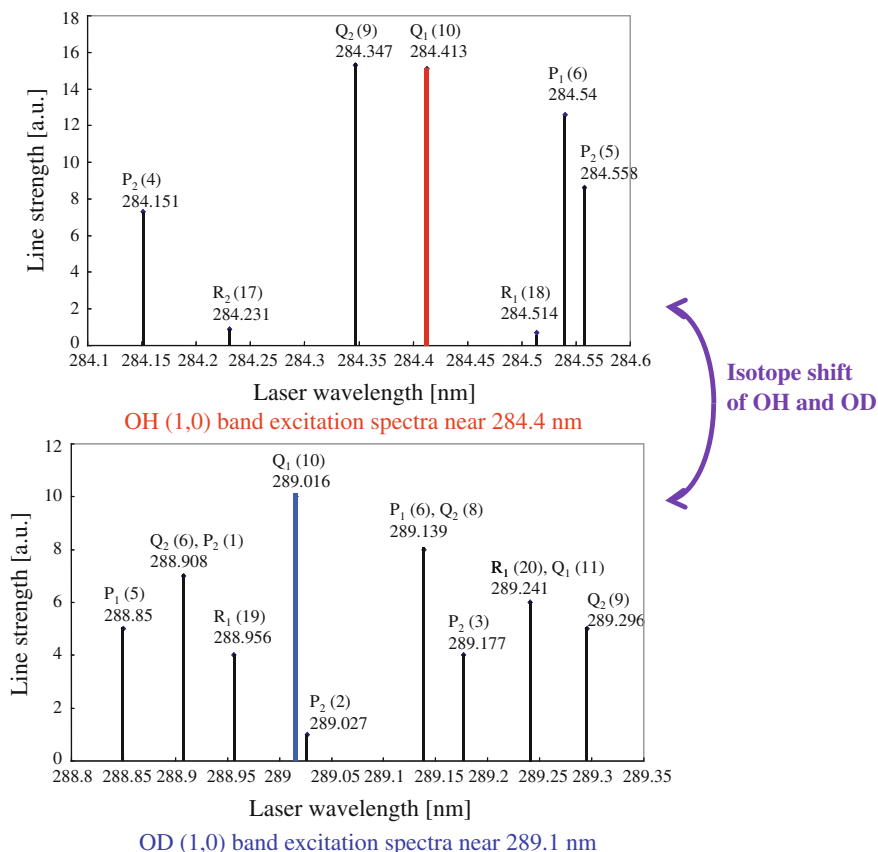 Line strength [a.u.]
18
16
14
12
10
8
6
4
2
0
P2 (4)
284.151
R2 (17)
284.231
Q2 (9)
284.347
Q1 (10)
284.413
R1 (18)
284.514
P1 (6)
284.54
P2 (5)
284.558
284.1 284.15 284.2 284.25 284.3 284.35 284.4 284.45 284.5 284.55 284.6
Laser wavelength [nm]
OH (1,0) band excitation spectra near 284.4 nm
Isotope shift
of OH and OD
Line strength [a.u.]
12
10
8
6
4
2
0
P1 (5)
288.85
Q2 (6), P2 (1)
288.908
R1 (19)
288.956
Q1 (10)
289.016
P2 (2)
289.027
P1 (6), Q2 (8)
289.139
P2 (3)
289.177
R1 (20), Q1 (11)
289.241
Q2 (9)
289.296
288.8 288.85 288.9 288.95 289 289.05 289.1 289.15 289.2 289.25 289.3 289.35
Laser wavelength [nm]
OD (1,0) band excitation spectra near 289.1 nm